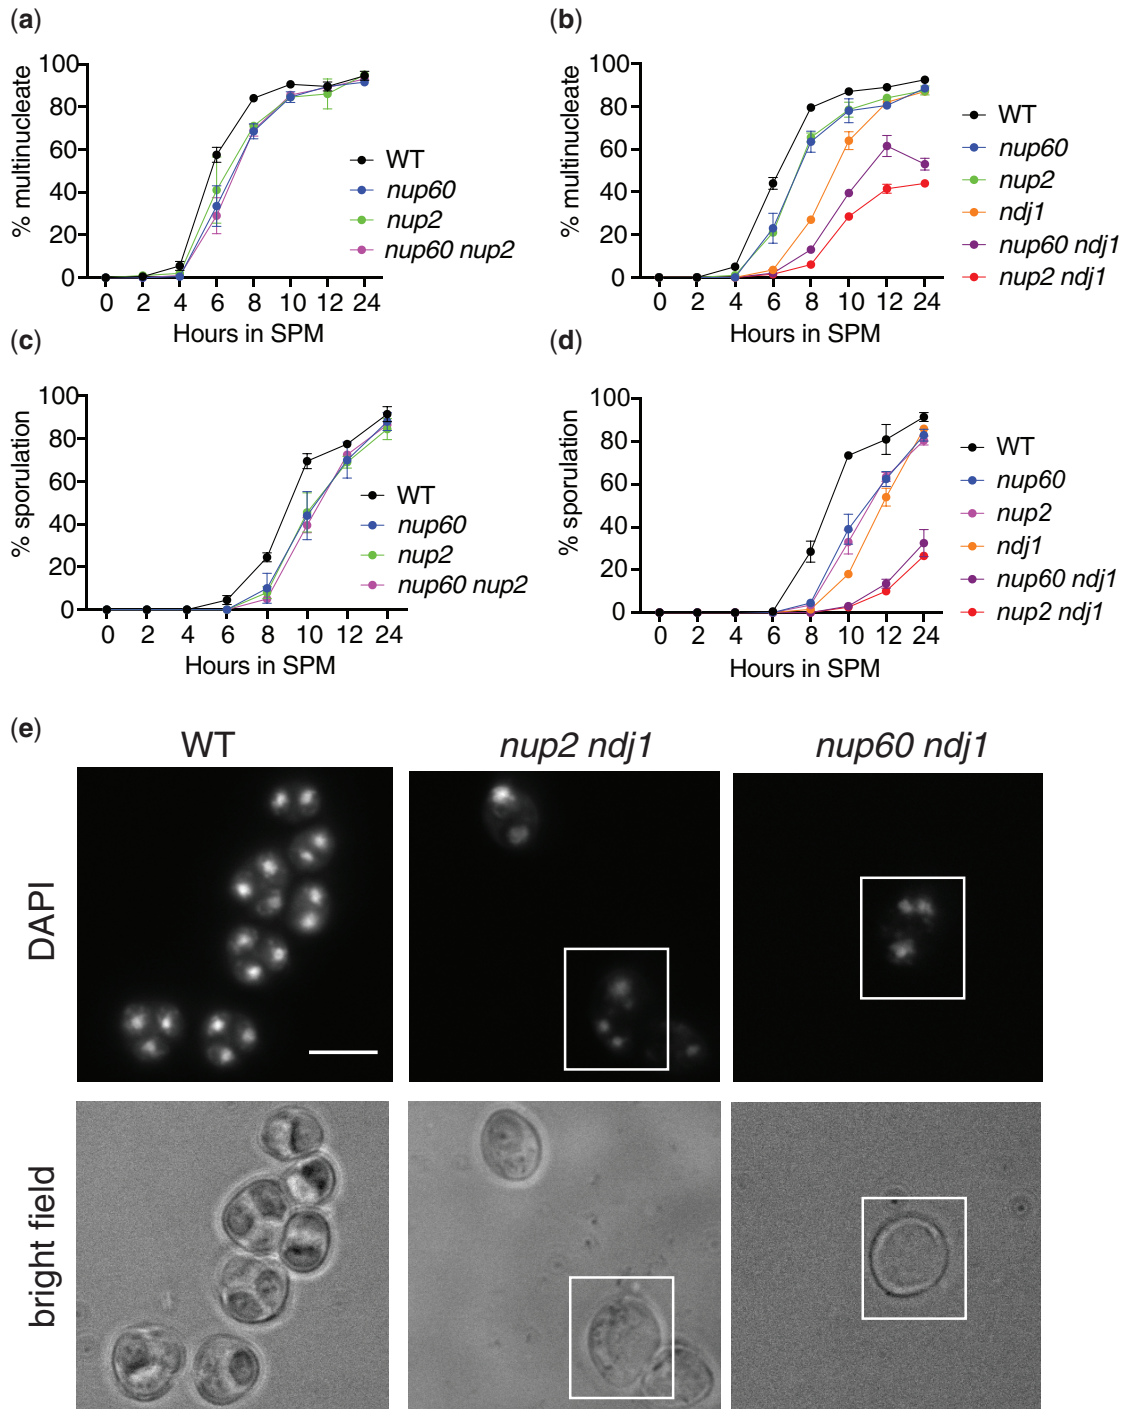 (a)
% multinucleate
100
80
60
40
20
0
0 2 4 6 8 10 12 24
Hours in SPM
WT
nup60
nup2
nup60 nup2
(b)
% multinucleate
100
80
60
40
20
0
0 2 4 6 8 10 12 24
Hours in SPM
WT
nup60
nup2
ndj1
nup60 ndj1
nup2 ndj1
(c)
% sporulation
100
80
60
40
20
0
0 2 4 6 8 10 12 24
Hours in SPM
WT
nup60
nup2
nup60 nup2
(d)
% sporulation
100
80
60
40
20
0
0 2 4 6 8 10 12 24
Hours in SPM
WT
nup60
nup2
ndj1
nup60 ndj1
nup2 ndj1
(e)
WT
nup2 ndj1
nup60 ndj1
DAPI
bright field